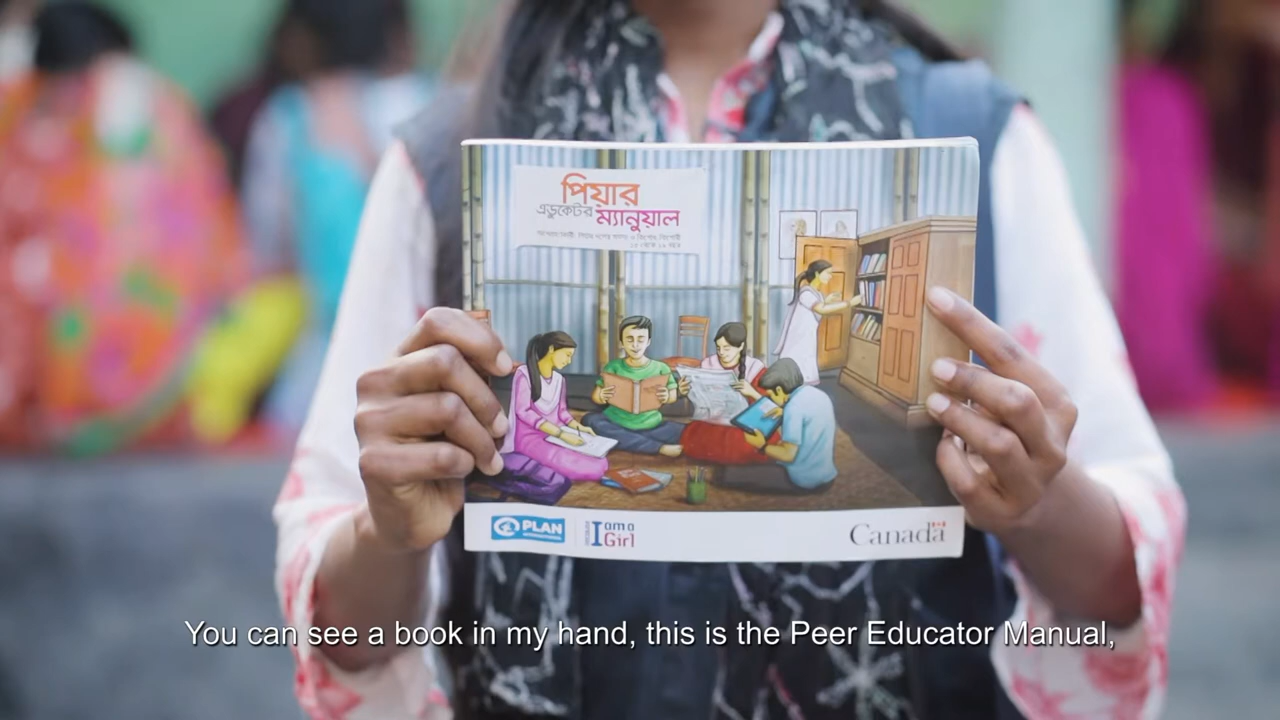 পিয়ার
এডুকেটর ম্যানুয়াল
PLAN
I am a
Girl
Canada
You can see a book in my hand, this is the Peer Educator Manual,